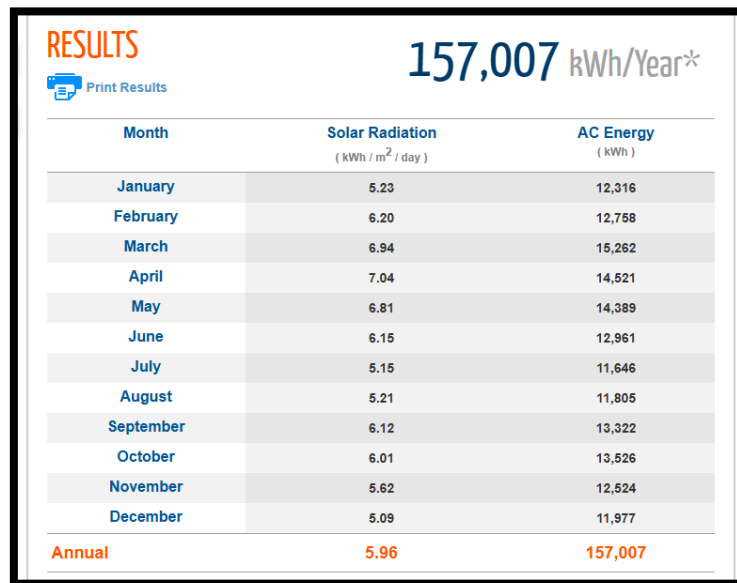 RESULTS
157,007 kWh/Year*
Print Results
Month Solar Radiation AC Energy
( kWh / m2 / day ) ( kWh )
January 5.23 12,316
February 6.20 12,758
March 6.94 15,262
April 7.04 14,521
May 6.81 14,389
June 6.15 12,961
July 5.15 11,646
August 5.21 11,805
September 6.12 13,322
October 6.01 13,526
November 5.62 12,524
December 5.09 11,977
Annual 5.96 157,007